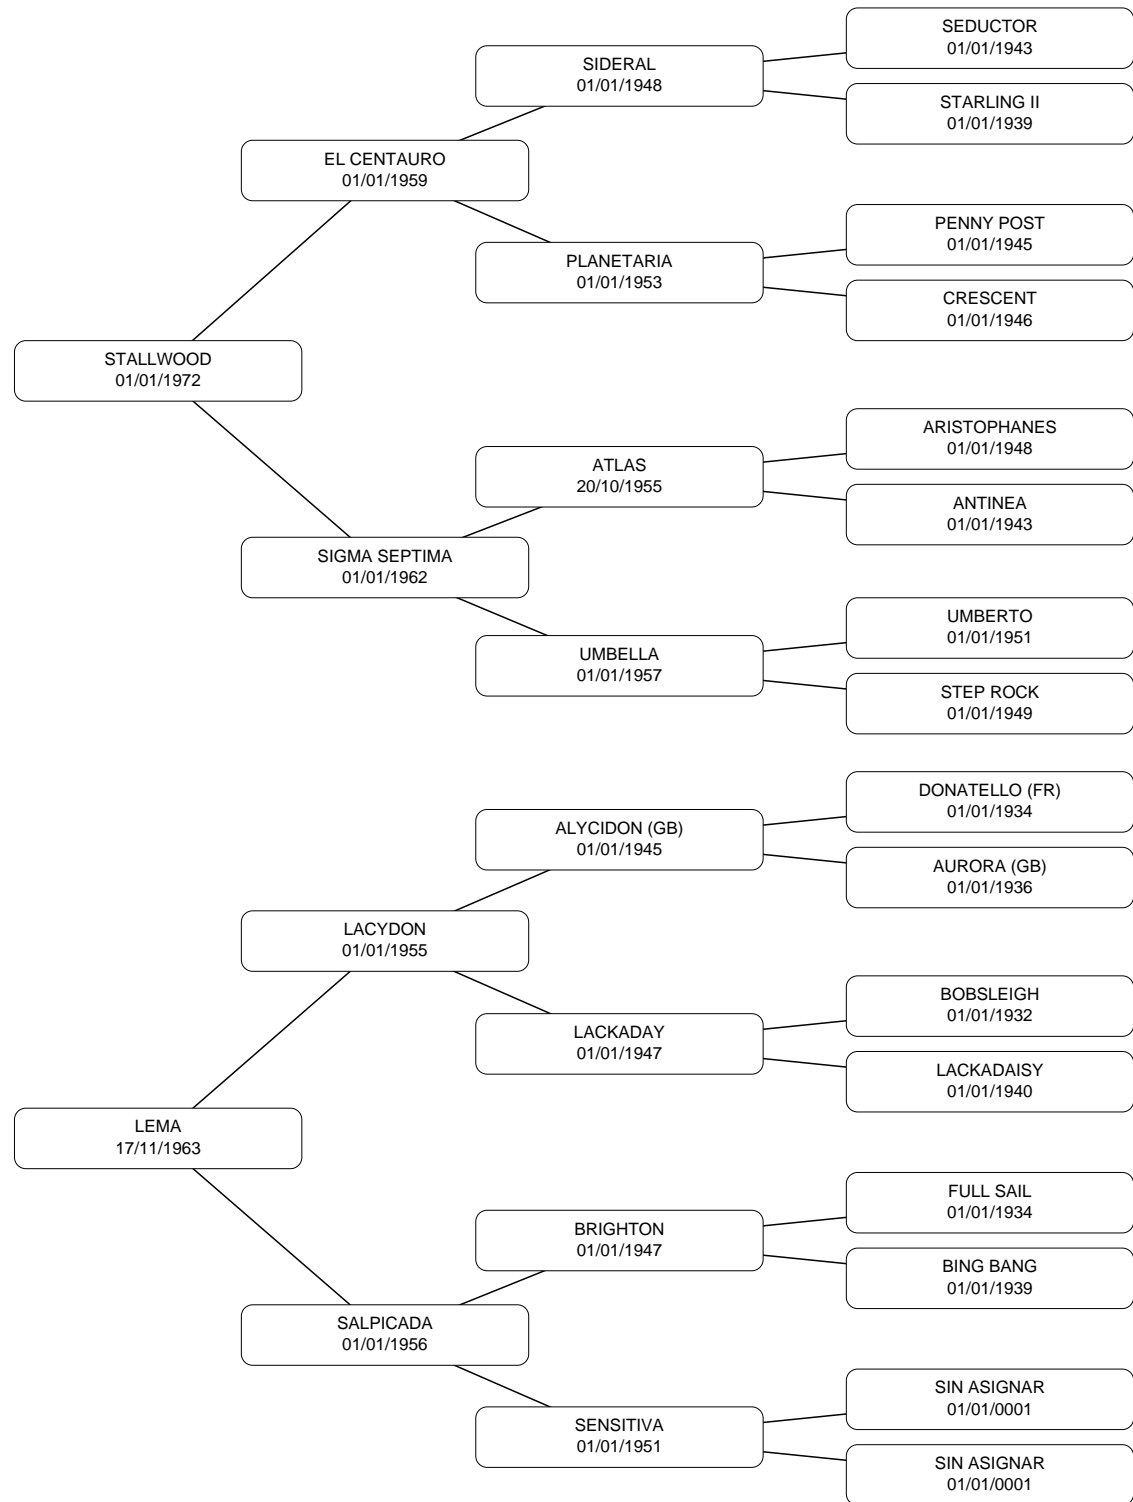 SEDUCTOR
01/01/1943
SIDERAL
01/01/1948
STARLING II
01/01/1939
EL CENTAURO
01/01/1959
PENNY POST
01/01/1945
PLANETARIA
01/01/1953
CRESCENT
01/01/1946
STALLWOOD
01/01/1972
ARISTOPHANES
01/01/1948
ATLAS
20/10/1955
ANTINEA
01/01/1943
SIGMA SEPTIMA
01/01/1962
UMBERTO
01/01/1951
UMBELLA
01/01/1957
STEP ROCK
01/01/1949
DONATELLO (FR)
01/01/1934
ALYCIDON (GB)
01/01/1945
AURORA (GB)
01/01/1936
LACYDON
01/01/1955
BOBSLEIGH
01/01/1932
LACKADAY
01/01/1947
LACKADAISY
01/01/1940
LEMA
17/11/1963
FULL SAIL
01/01/1934
BRIGHTON
01/01/1947
BING BANG
01/01/1939
SALPICADA
01/01/1956
SIN ASIGNAR
01/01/0001
SENSITIVA
01/01/1951
SIN ASIGNAR
01/01/0001